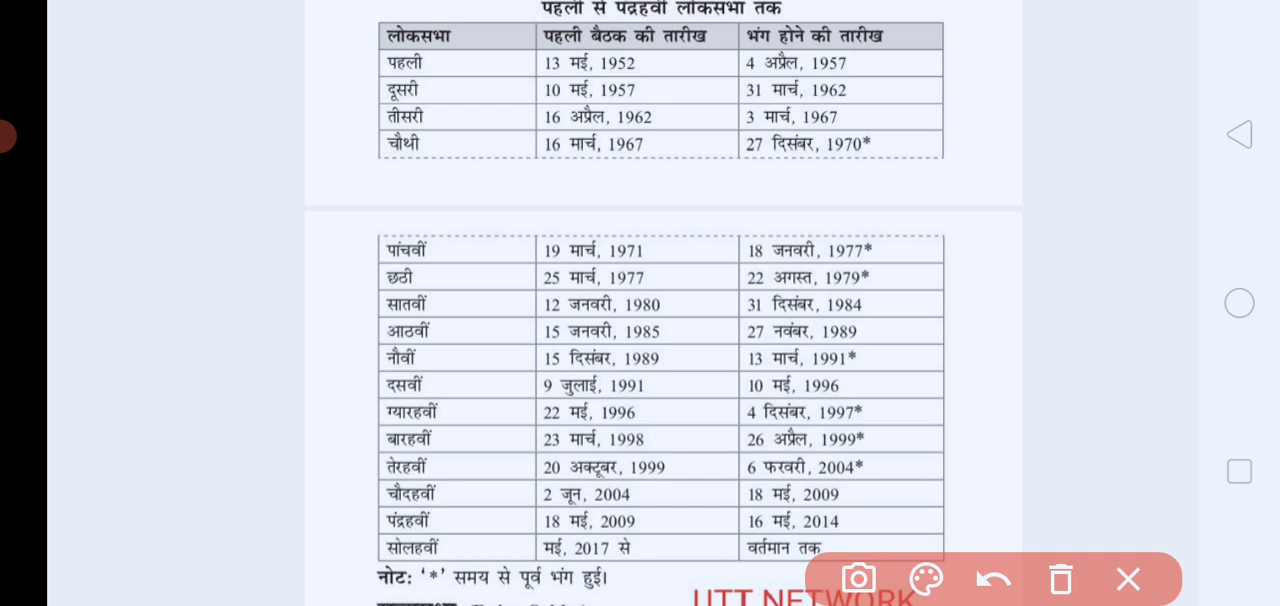 पहली से पंद्रहवीं लोकसभा तक
लोकसभा पहली बैठक की तारीख भंग होने की तारीख
पहली 13 मई, 1952 4 अप्रैल, 1957
दूसरी 10 मई, 1957 31 मार्च, 1962
तीसरी 16 अप्रैल, 1962 3 मार्च, 1967
चौथी 16 मार्च, 1967 27 दिसंबर, 1970*
पांचवीं 19 मार्च, 1971 18 जनवरी, 1977*
छठी 25 मार्च, 1977 22 अगस्त, 1979*
सातवीं 12 जनवरी, 1980 31 दिसंबर, 1984
आठवीं 15 जनवरी, 1985 27 नवंबर, 1989
नौवीं 15 दिसंबर, 1989 13 मार्च, 1991*
दसवीं 9 जुलाई, 1991 10 मई, 1996
ग्यारहवीं 22 मई, 1996 4 दिसंबर, 1997*
बारहवीं 23 मार्च, 1998 26 अप्रैल, 1999*
तेरहवीं 20 अक्टूबर, 1999 6 फरवरी, 2004*
चौदहवीं 2 जून, 2004 18 मई, 2009
पंद्रहवीं 18 मई, 2009 16 मई, 2014
सोलहवीं मई, 2017 से वर्तमान तक
नोट: ‘*’ समय से पूर्व भंग हुई।
UTT NETWORK